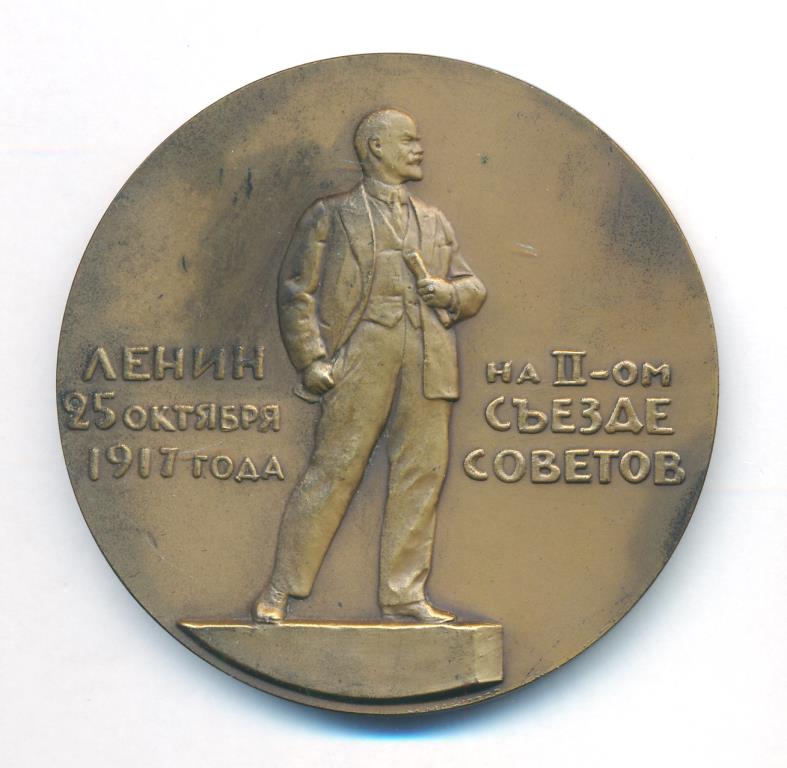 ЛЕНИН
25 ОКТЯБРЯ
1917 ГОДА
НА II-ОМ
СЪЕЗДЕ
СОВЕТОВ